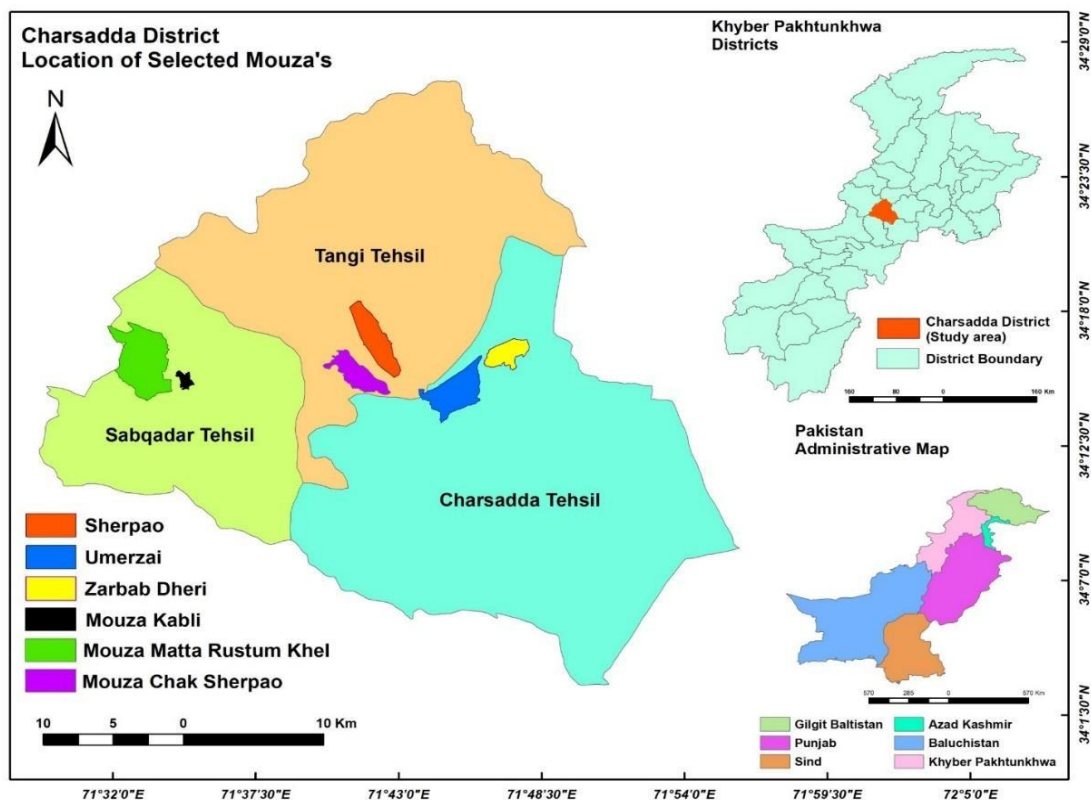 Charsadda District
Location of Selected Mouza's
N
Tangi Tehsil
Sabqadar Tehsil
Charsadda Tehsil
Sherpao
Umerzai
Zarbab Dheri
Mouza Kabli
Mouza Matta Rustum Khel
Mouza Chak Sherpao
10 5 0 10 Km
Khyber Pakhtunkhwa
Districts
Charsadda District
(Study area)
District Boundary
160 80 0 160 Km
Pakistan
Administrative Map
570 285 0 570 Km
Gilgit Baltistan
Azad Kashmir
Punjab
Baluchistan
Sind
Khyber Pakhtunkhwa
34°29'0"N
34°23'30"N
34°18'0"N
34°12'30"N
34°7'0"N
34°1'30"N
71°32'0"E
71°37'30"E
71°43'0"E
71°48'30"E
71°54'0"E
71°59'30"E
72°5'0"E